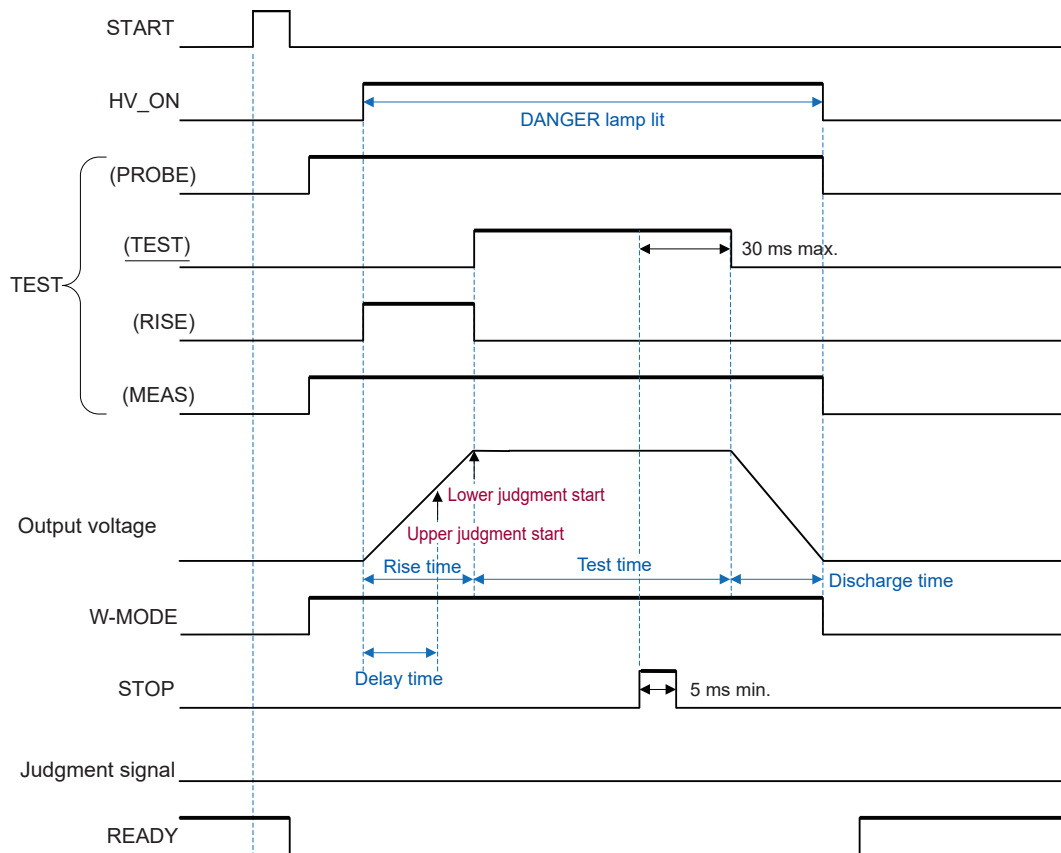 START
HV_ON
DANGER lamp lit
(PROBE)
(TEST)
30 ms max.
TEST
(RISE)
(MEAS)
Lower judgment start
Output voltage
Upper judgment start
Rise time
Test time
Discharge time
W-MODE
Delay time
STOP
5 ms min.
Judgment signal
READY